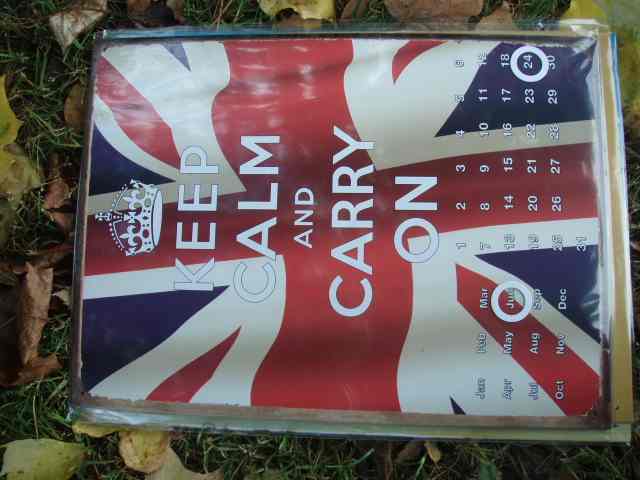 KEEP
CALM
AND
CARRY
ON
Jan Feb Mar
Apr May Jun
Jul Aug Sep
Oct Nov Dec
1 2 3 4 5 6
7 8 9 10 11 12
13 14 15 16 17 18
19 20 21 22 23 24
25 26 27 28 29 30
31